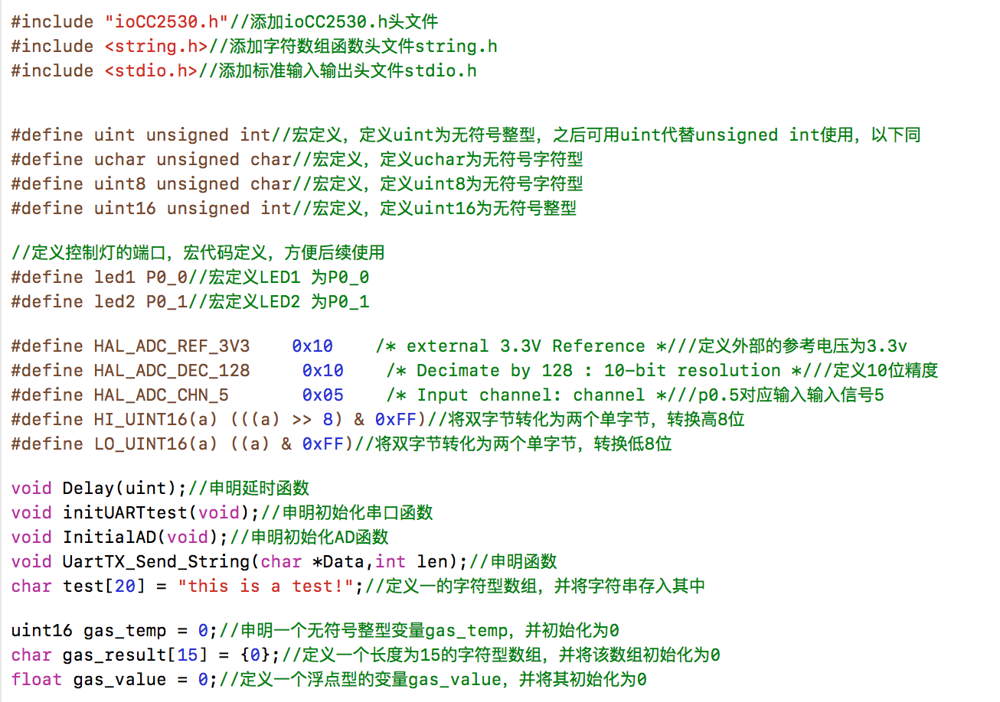 #include "ioCC2530.h"//添加ioCC2530.h头文件
#include <string.h>//添加字符数组函数头文件string.h
#include <stdio.h>//添加标准输入输出头文件stdio.h
#define uint unsigned int//宏定义，定义uint为无符号整型，之后可用uint代替unsigned int使用，以下同
#define uchar unsigned char//宏定义，定义uchar为无符号字符型
#define uint8 unsigned char//宏定义，定义uint8为无符号字符型
#define uint16 unsigned int//宏定义，定义uint16为无符号整型
//定义控制灯的端口，宏代码定义，方便后续使用
#define led1 P0_0//宏定义LED1 为P0_0
#define led2 P0_1//宏定义LED2 为P0_1
#define HAL_ADC_REF_3V3    0x10    /* external 3.3V Reference *///定义外部的参考电压为3.3v
#define HAL_ADC_DEC_128     0x10    /* Decimate by 128 : 10-bit resolution *///定义10位精度
#define HAL_ADC_CHN_5       0x05    /* Input channel: channel *///p0.5对应输入输入信号5
#define HI_UINT16(a) (((a) >> 8) & 0xFF)//将双字节转化为两个单字节，转换高8位
#define LO_UINT16(a) ((a) & 0xFF)//将双字节转化为两个单字节，转换低8位
void Delay(uint);//申明延时函数
void initUARTtest(void);//申明初始化串口函数
void InitialAD(void);//申明初始化AD函数
void UartTX_Send_String(char *Data,int len);//申明函数
char test[20] = "this is a test!";//定义一的字符型数组，并将字符串存入其中
uint16 gas_temp = 0;//申明一个无符号整型变量gas_temp，并初始化为0
char gas_result[15] = {0};//定义一个长度为15的字符型数组，并将该数组初始化为0
float gas_value = 0;//定义一个浮点型的变量gas_value，并将其初始化为0